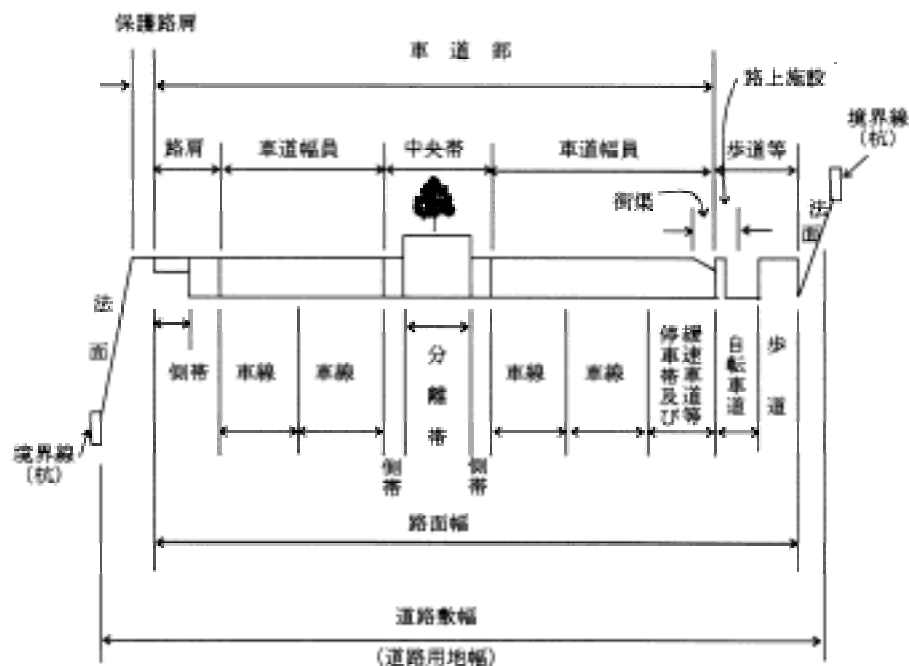 保護路肩
車道部
路上施設
境界線
(杭)
路肩
車道幅員
中央帯
車道幅員
歩道等
街渠
法面
法面
側帯
車線
車線
分離帯
車線
車線
停車帯及び
緩速車道等
自転車道
歩道
境界線
(杭)
側帯
側帯
路面幅
道路敷幅
(道路用地幅)